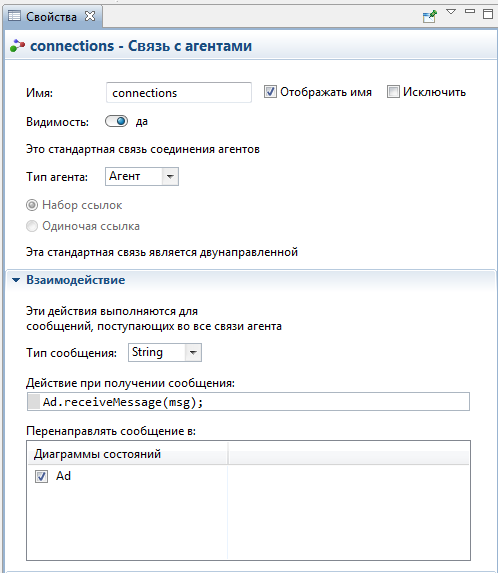 Свойства
connections - Связь с агентами
Имя: connections Отображать имя Исключить
Видимость: да
Это стандартная связь соединения агентов
Тип агента: Агент
Набор ссылок
Одиночая ссылка
Эта стандартная связь является двунаправленной
Взаимодействие
Эти действия выполняются для
сообщений, поступающих во все связи агента
Тип сообщения: String
Действие при получении сообщения:
Ad.receiveMessage(msg);
Перенаправлять сообщение в:
Диаграммы состояний
Ad